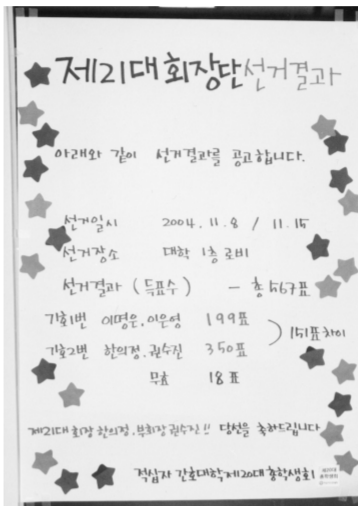 제21대 회장단 선거결과
아래와 같이 선거결과를 공고합니다.
선거일시 2004. 11. 8 / 11. 15
선거장소 대학 1층 로비
선거결과 (득표수) - 총 567표
기호1번 이명은, 이은영 199표
151표차이
기호2번 한의정, 권수진 350표
무효 18표
제21대 회장 한의정, 부회장 권수진!! 당선을 축하드립니다
적십자 간호대학 제20대 총학생회